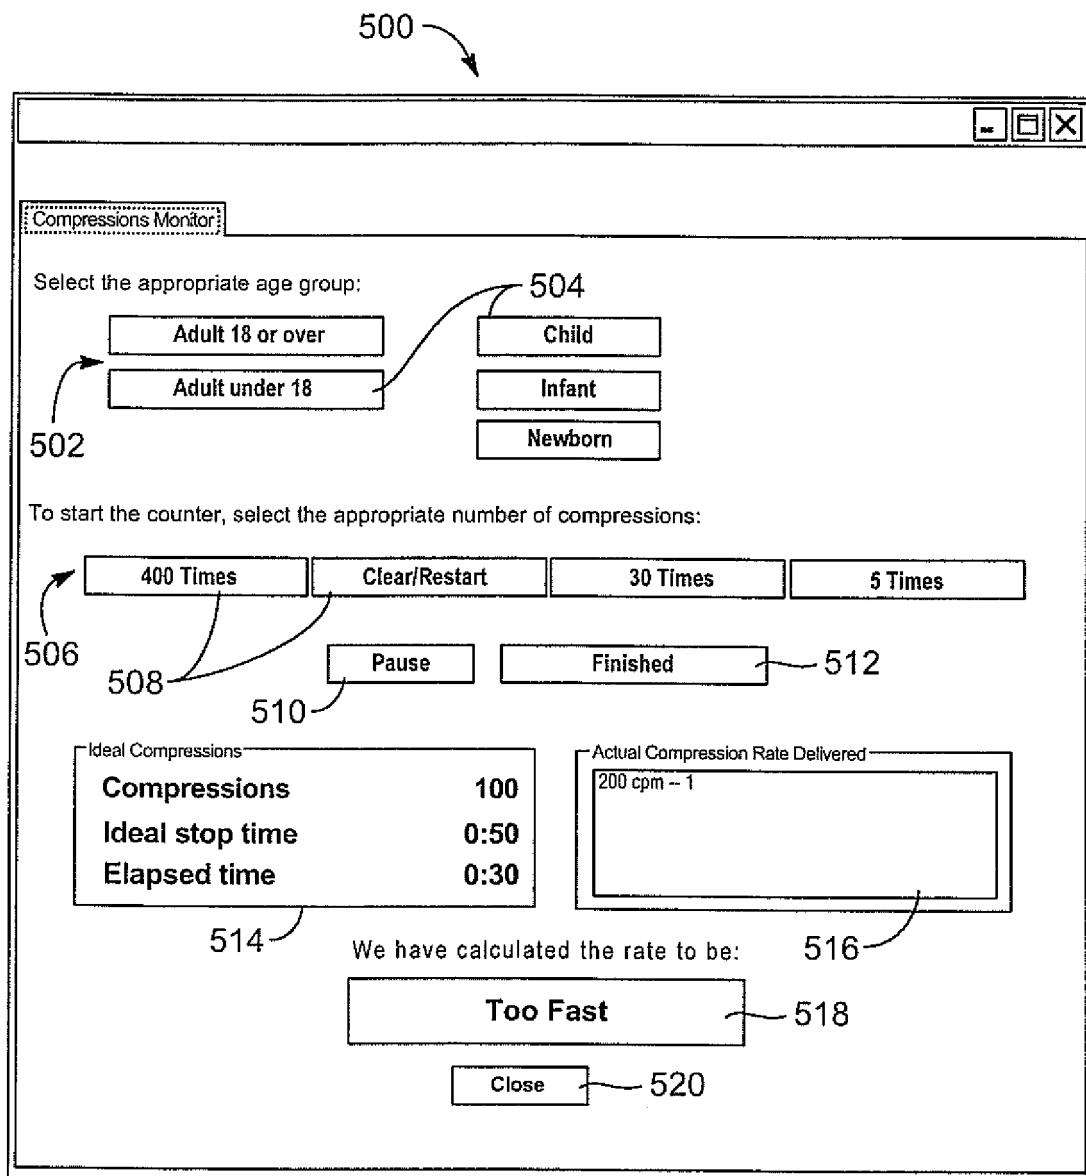 500
Compressions Monitor
Select the appropriate age group:
504
Adult 18 or over
Child
Adult under 18
Infant
502
Newborn
To start the counter, select the appropriate number of compressions:
400 Times
Clear/Restart
30 Times
5 Times
506
508
Pause
Finished
512
510
Ideal Compressions
Compressions 100
Ideal stop time 0:50
Elapsed time 0:30
514
Actual Compression Rate Delivered
200 cpm -- 1
516
We have calculated the rate to be:
Too Fast
518
Close
520